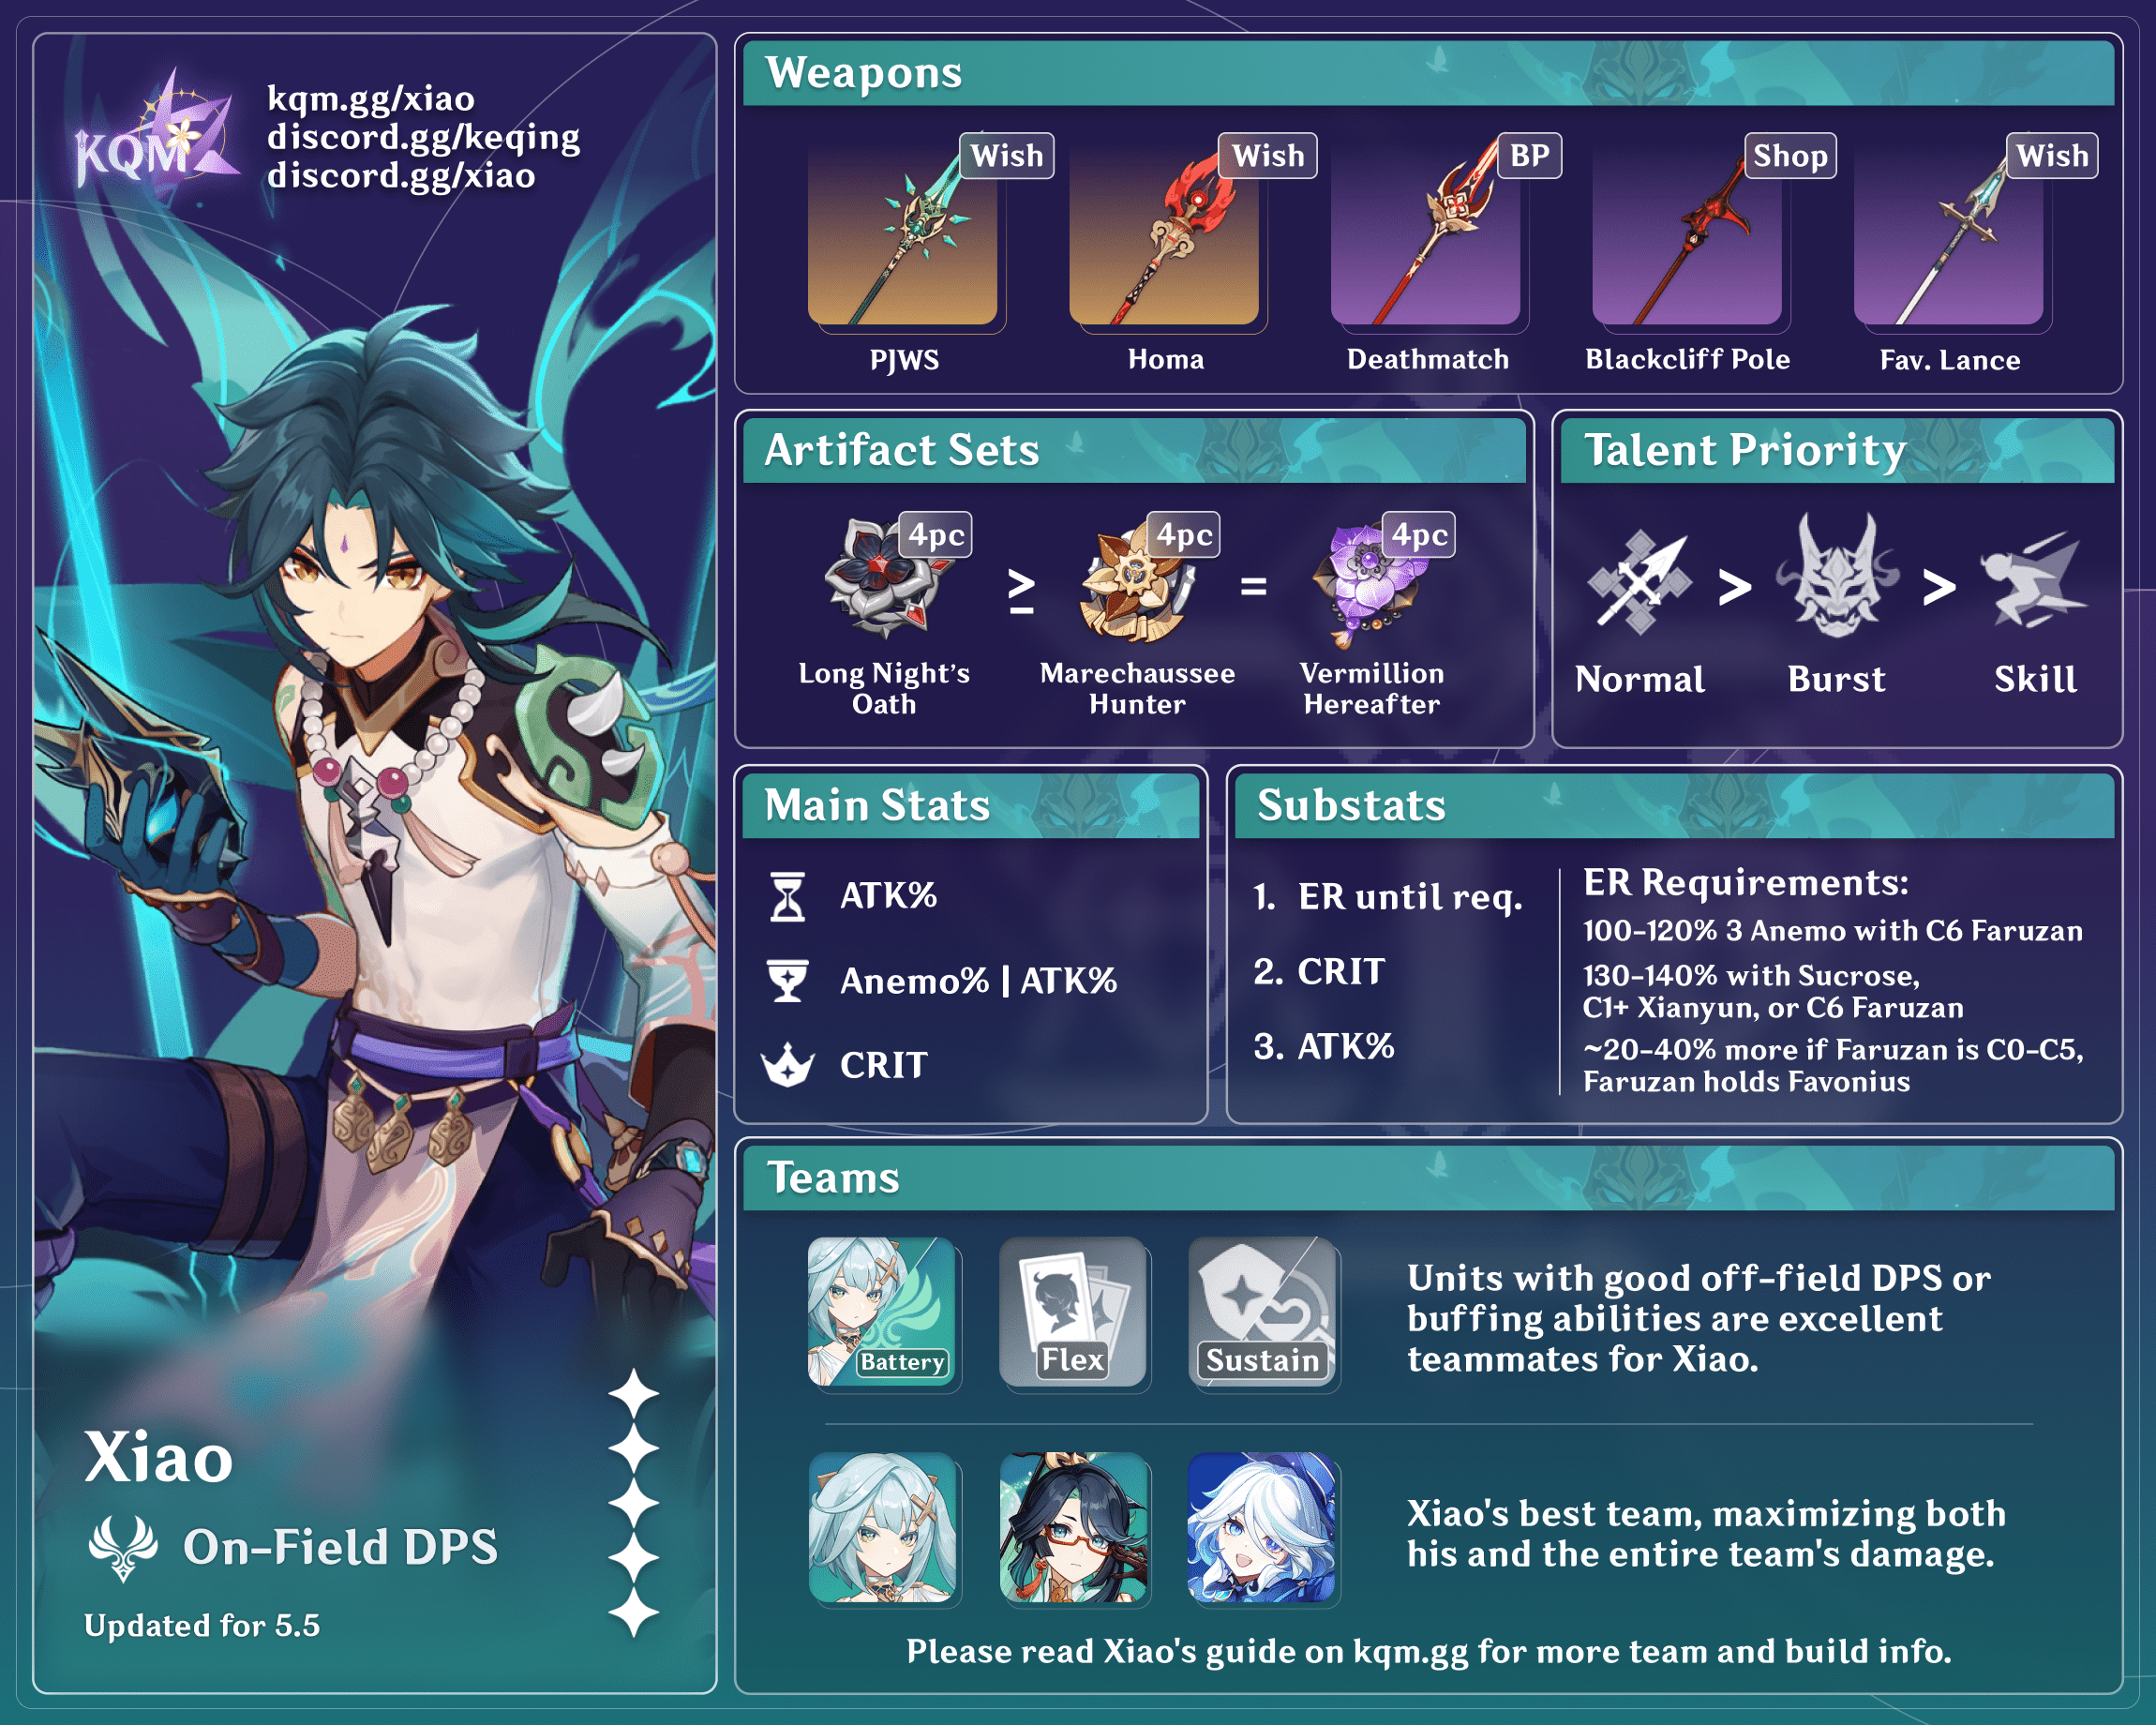 KQM
kqm.gg/xiao
discord.gg/keqing
discord.gg/xiao
Xiao
On-Field DPS
Updated for 5.5
Weapons
Wish
Wish
BP
Shop
Wish
PJWS
Homa
Deathmatch
Blackcliff Pole
Fav. Lance
Artifact Sets
4pc
≥
4pc
=
4pc
Long Night's
Oath
Marechaussee
Hunter
Vermillion
Hereafter
Talent Priority
> >
Normal
Burst
Skill
Main Stats
ATK%
Anemo% | ATK%
CRIT
Substats
1. ER until req.
2. CRIT
3. ATK%
ER Requirements:
100-120% 3 Anemo with C6 Faruzan
130-140% with Sucrose,
C1+ Xianyun, or C6 Faruzan
~20-40% more if Faruzan is C0-C5,
Faruzan holds Favonius
Teams
Battery
Flex
Sustain
Units with good off-field DPS or
buffing abilities are excellent
teammates for Xiao.
Xiao's best team, maximizing both
his and the entire team's damage.
Please read Xiao's guide on kqm.gg for more team and build info.